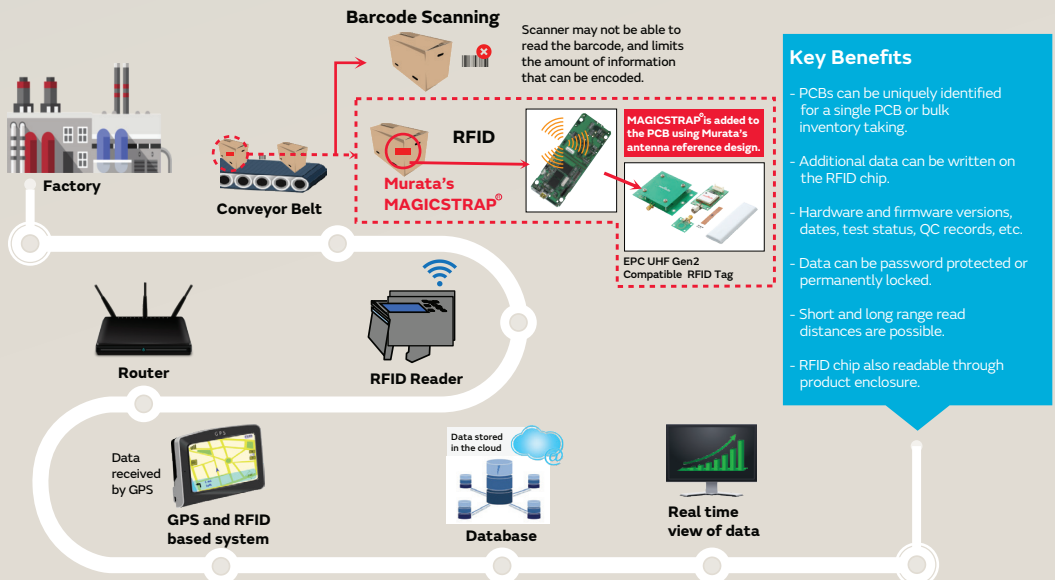 Barcode Scanning
Scanner may not be able to
read the barcode, and limits
the amount of information
that can be encoded.
Factory
Conveyor Belt
RFID
Murata's
MAGICSTRAP®
MAGICSTRAP® is added to
the PCB using Murata's
antenna reference design.
EPC UHF Gen2
Compatible RFID Tag
Key Benefits
- PCBs can be uniquely identified
for a single PCB or bulk
inventory taking.
- Additional data can be written on
the RFID chip.
- Hardware and firmware versions,
dates, test status, QC records, etc.
- Data can be password protected or
permanently locked.
- Short and long range read
distances are possible.
- RFID chip also readable through
product enclosure.
Router
RFID Reader
Data
received
by GPS
GPS
GPS and RFID
based system
Data stored
in the cloud
@
Database
Real time
view of data